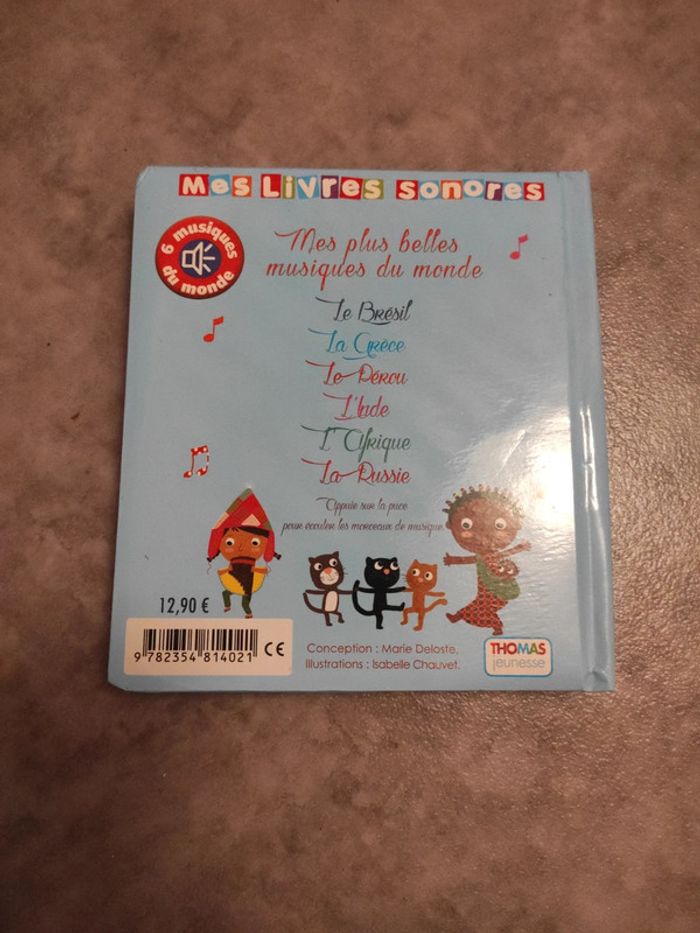 Mes Livres sonores
6 musiques du monde
Mes plus belles
musiques du monde
Le Brésil
La Grèce
Le Pérou
L'Inde
L'Afrique
La Russie
Appuie sur la puce
pour écouter les morceaux de musique.
12,90 €
9 782354 814021
CE
Conception : Marie Deloste.
Illustrations : Isabelle Chauvet.
THOMAS
jeunesse